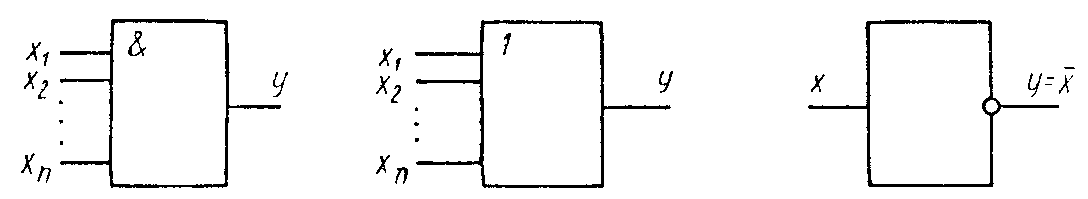 &
x₁
x₂
xₙ
y
1
x₁
x₂
xₙ
y
x
y=x̄